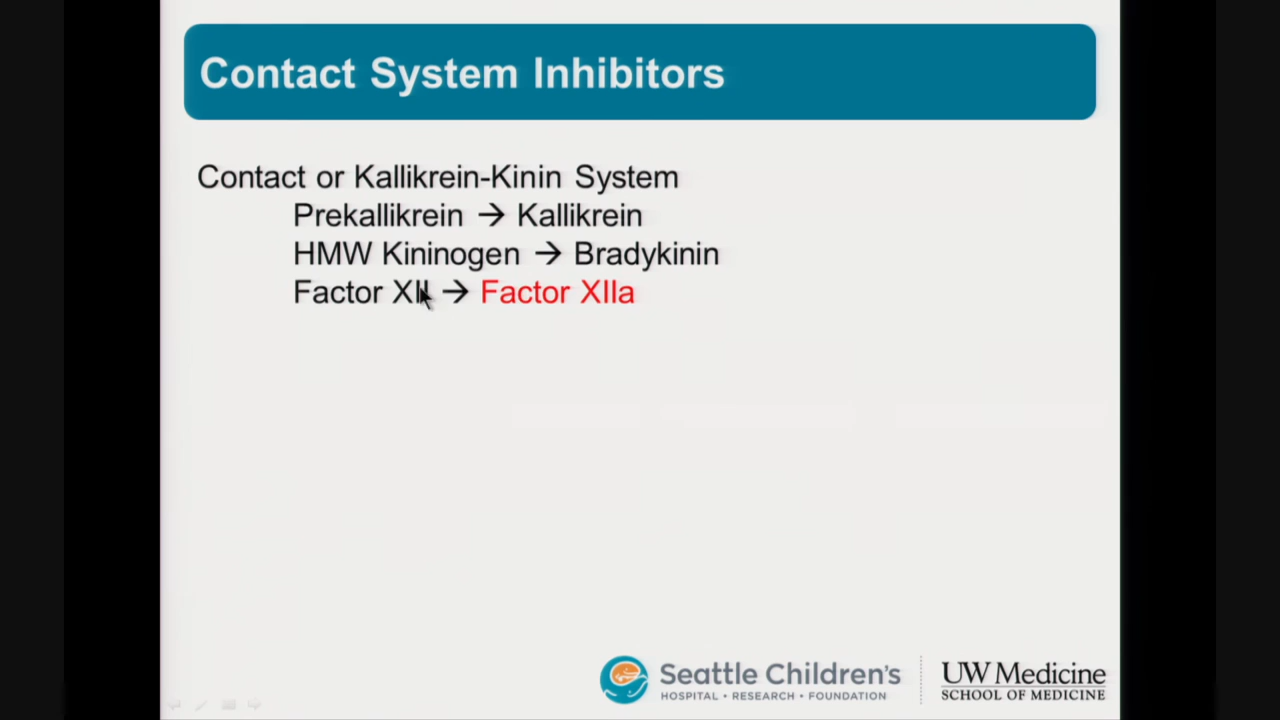 Contact System Inhibitors
Contact or Kallikrein-Kinin System
Prekallikrein → Kallikrein
HMW Kininogen → Bradykinin
Factor XII → Factor XIIa
Seattle Children's
HOSPITAL • RESEARCH • FOUNDATION
UW Medicine
SCHOOL OF MEDICINE